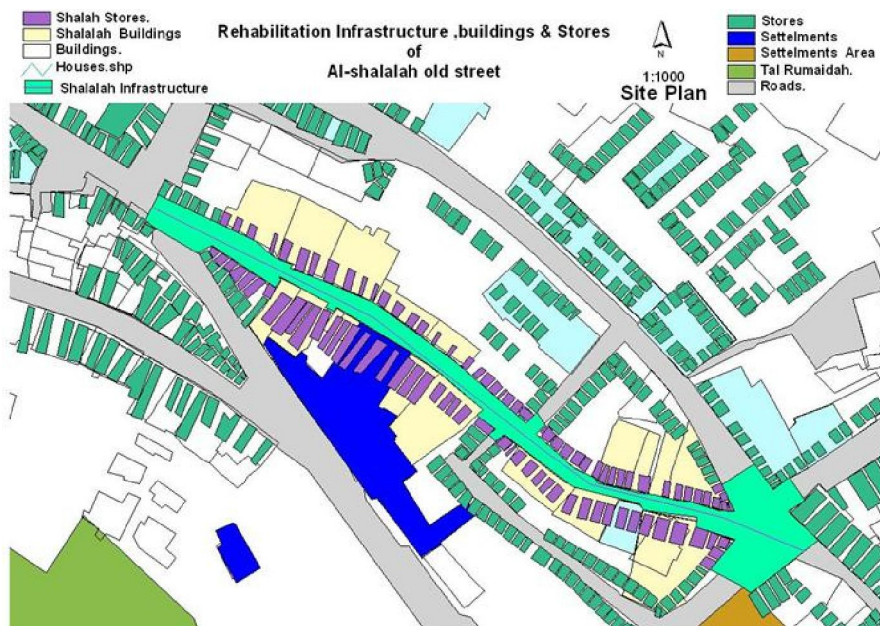 Shalah Stores.
Shalalah Buildings
Buildings.
Houses.shp
Shalalah Infrastructure
Rehabilitation Infrastructure ,buildings & Stores
of
Al-shalalah old street
N
1:1000
Site Plan
Stores
Settelments
Settelments Area
Tal Rumaidah.
Roads.